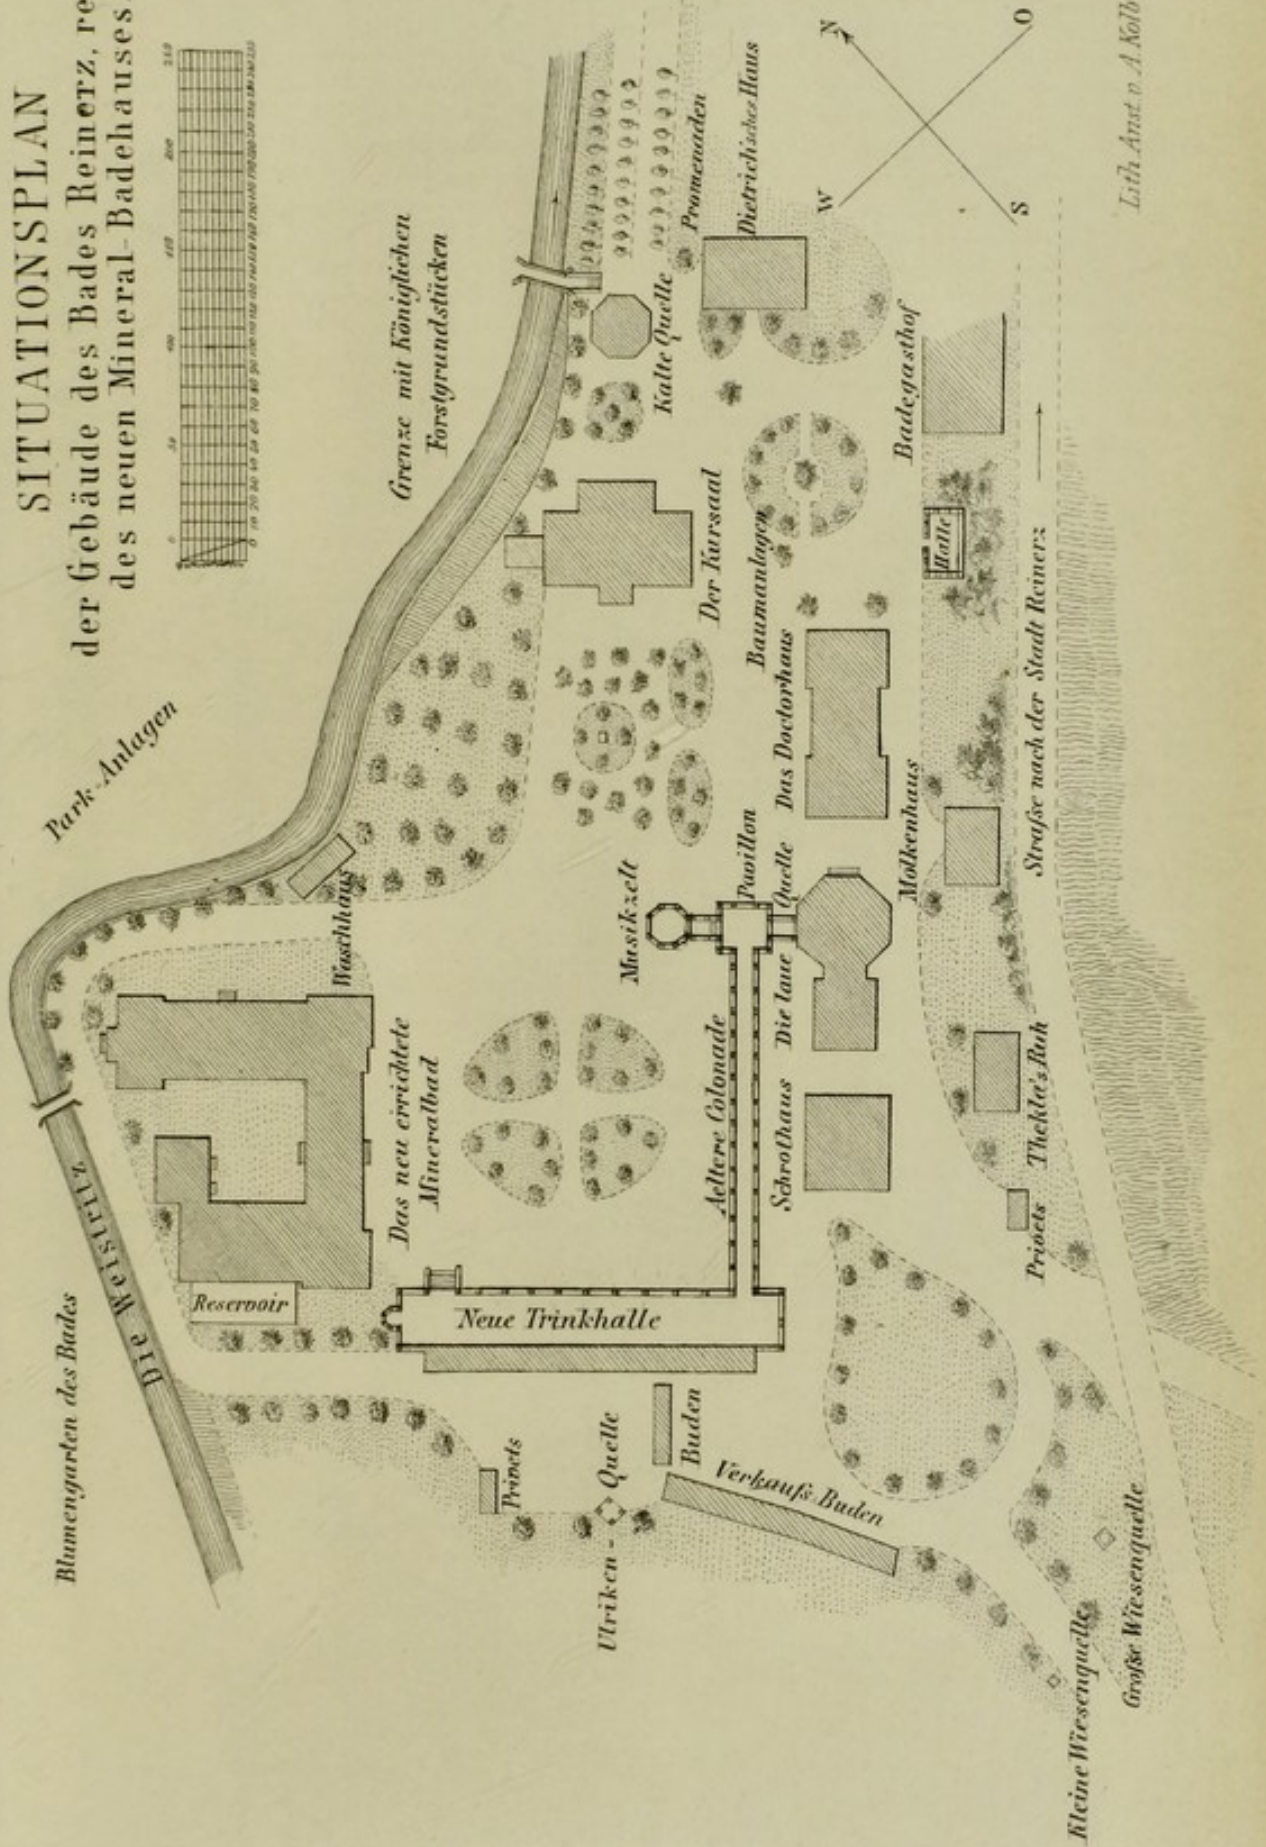 SITUATIONSPLAN
der Gebäude des Bades Reinerz, re
des neuen Mineral-Badehauses.
Park-Anlagen
Grenze mit Königlichen
Forstgrundstücken
Blumengarten des Bades
Die Weistritz
Reservoir
Waschhaus
Das neu errichtete
Mineralbad
Neue Trinkhalle
Privets
Ulriken-Quelle
Buden
Verkaufs-Buden
Aeltere Colonade
Musikzelt
Pavillon
Die laue Quelle
Schrothaus
Das Doctorhaus
Der Kursaal
Baumanlagen
Kalte Quelle
Promenaden
Dietrich'sches Haus
Badegasthof
Halle
Molkenhaus
Thekla's Ruh
Privets
Straße nach der Stadt Reinerz
Kleine Wiesenquelle
Große Wiesenquelle
N
O
W
S
Lith. Anst. v. A. Kolb